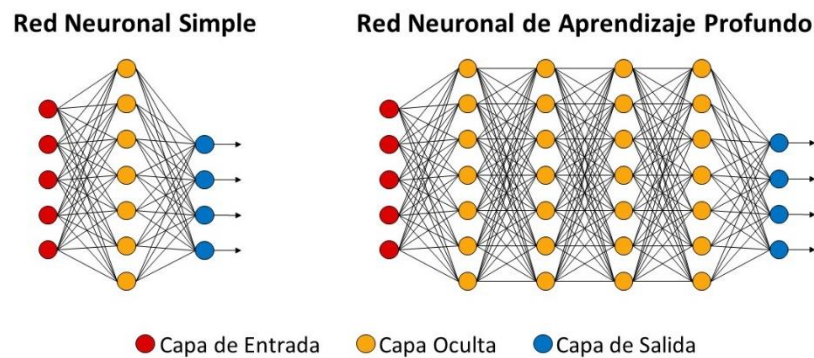 Red Neuronal Simple
Red Neuronal de Aprendizaje Profundo
Capa de Entrada
Capa Oculta
Capa de Salida